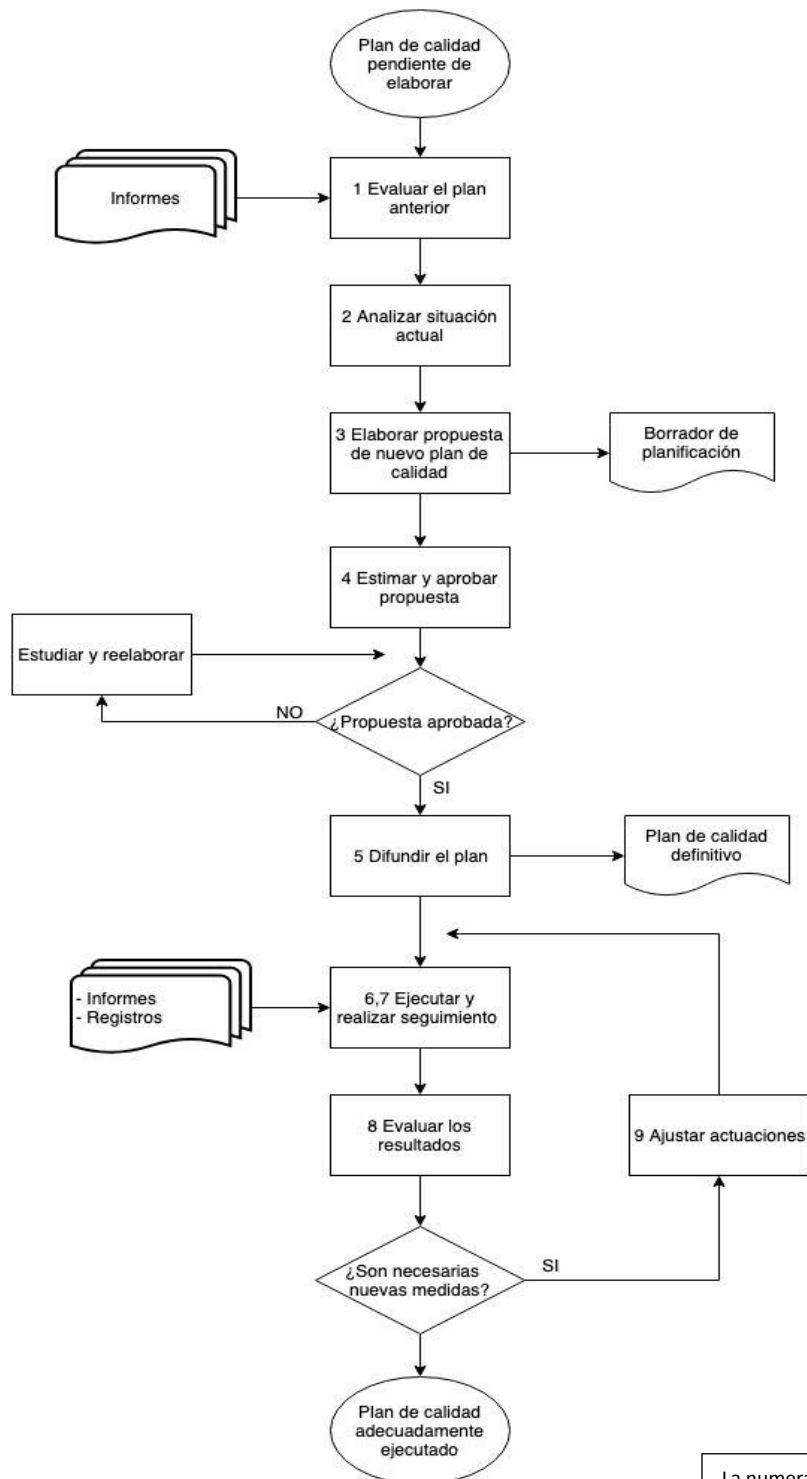 Plan de calidad
pendiente de
elaborar
Informes
1 Evaluar el plan
anterior
2 Analizar situación
actual
3 Elaborar propuesta
de nuevo plan de
calidad
Borrador de
planificación
4 Estimar y aprobar
propuesta
Estudiar y reelaborar
NO
¿Propuesta aprobada?
SI
5 Difundir el plan
Plan de calidad
definitivo
- Informes
- Registros
6,7 Ejecutar y
realizar seguimiento
8 Evaluar los
resultados
9 Ajustar actuaciones
¿Son necesarias
nuevas medidas?
SI
Plan de calidad
adecuadamente
ejecutado
La numera